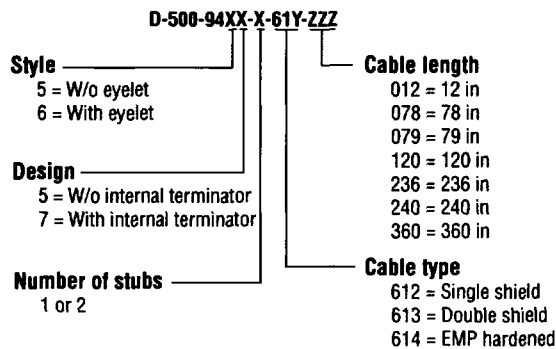 D-500-94XX-X-61Y-ZZZ
Style
5 = W/o eyelet
6 = With eyelet
Design
5 = W/o internal terminator
7 = With internal terminator
Number of stubs
1 or 2
Cable length
012 = 12 in
078 = 78 in
079 = 79 in
120 = 120 in
236 = 236 in
240 = 240 in
360 = 360 in
Cable type
612 = Single shield
613 = Double shield
614 = EMP hardened